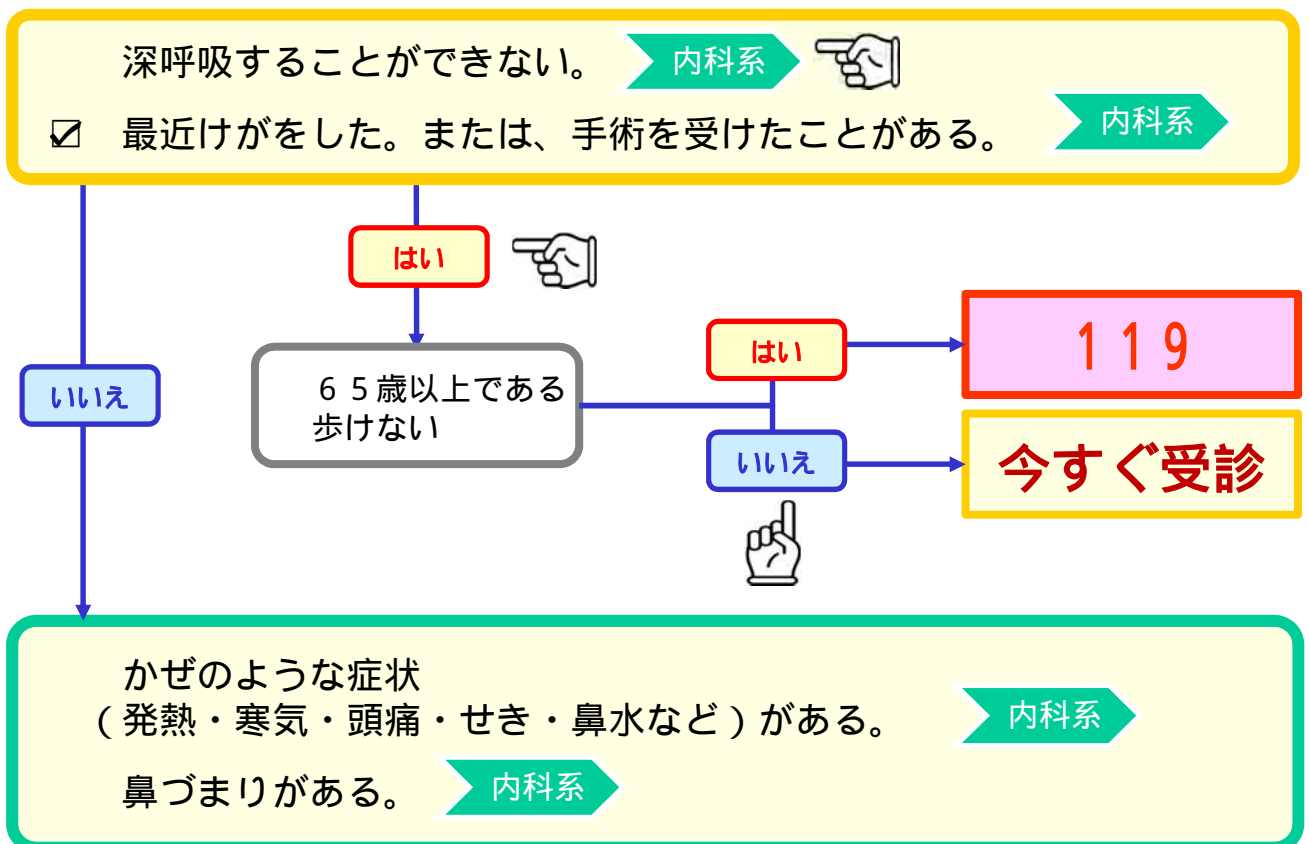 深呼吸することができない。 内科系
☑ 最近けがをした。または、手術を受けたことがある。 内科系
はい
いいえ
６５歳以上である
歩けない
はい
119
いいえ
今すぐ受診
かぜのような症状
（発熱・寒気・頭痛・せき・鼻水など）がある。 内科系
鼻づまりがある。 内科系